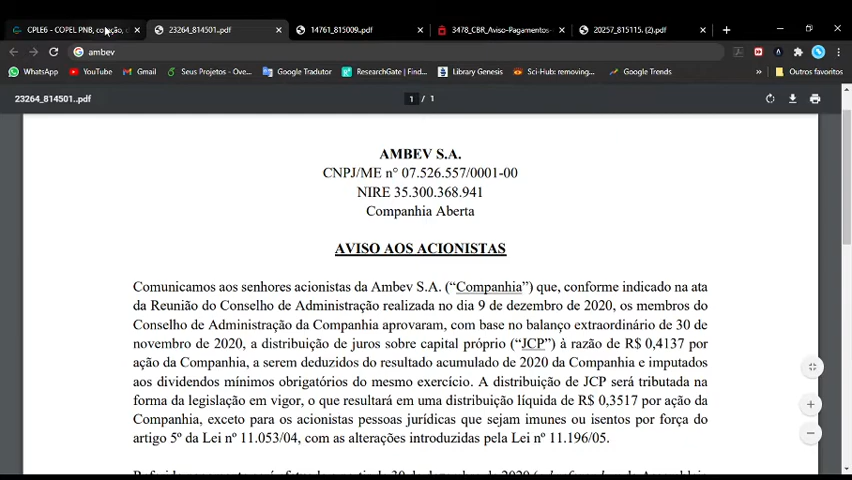 CPLE6 - COPEL PNB, cotação, d
23264_814501..pdf
14761_815009..pdf
3478_CBR_Aviso-Pagamentos-
20257_815115. (2).pdf
ambev
WhatsApp
YouTube
Gmail
Seus Projetos - Ove...
Google Tradutor
ResearchGate | Find...
Library Genesis
Sci-Hub: removing...
Google Trends
»
Outros favoritos
23264_814501..pdf
1 / 1
AMBEV S.A.
CNPJ/ME n° 07.526.557/0001-00
NIRE 35.300.368.941
Companhia Aberta
AVISO AOS ACIONISTAS
Comunicamos aos senhores acionistas da Ambev S.A. (“Companhia”) que, conforme indicado na ata
da Reunião do Conselho de Administração realizada no dia 9 de dezembro de 2020, os membros do
Conselho de Administração da Companhia aprovaram, com base no balanço extraordinário de 30 de
novembro de 2020, a distribuição de juros sobre capital próprio (“JCP”) à razão de R$ 0,4137 por
ação da Companhia, a serem deduzidos do resultado acumulado de 2020 da Companhia e imputados
aos dividendos mínimos obrigatórios do mesmo exercício. A distribuição de JCP será tributada na
forma da legislação em vigor, o que resultará em uma distribuição líquida de R$ 0,3517 por ação da
Companhia, exceto para os acionistas pessoas jurídicas que sejam imunes ou isentos por força do
artigo 5º da Lei nº 11.053/04, com as alterações introduzidas pela Lei nº 11.196/05.